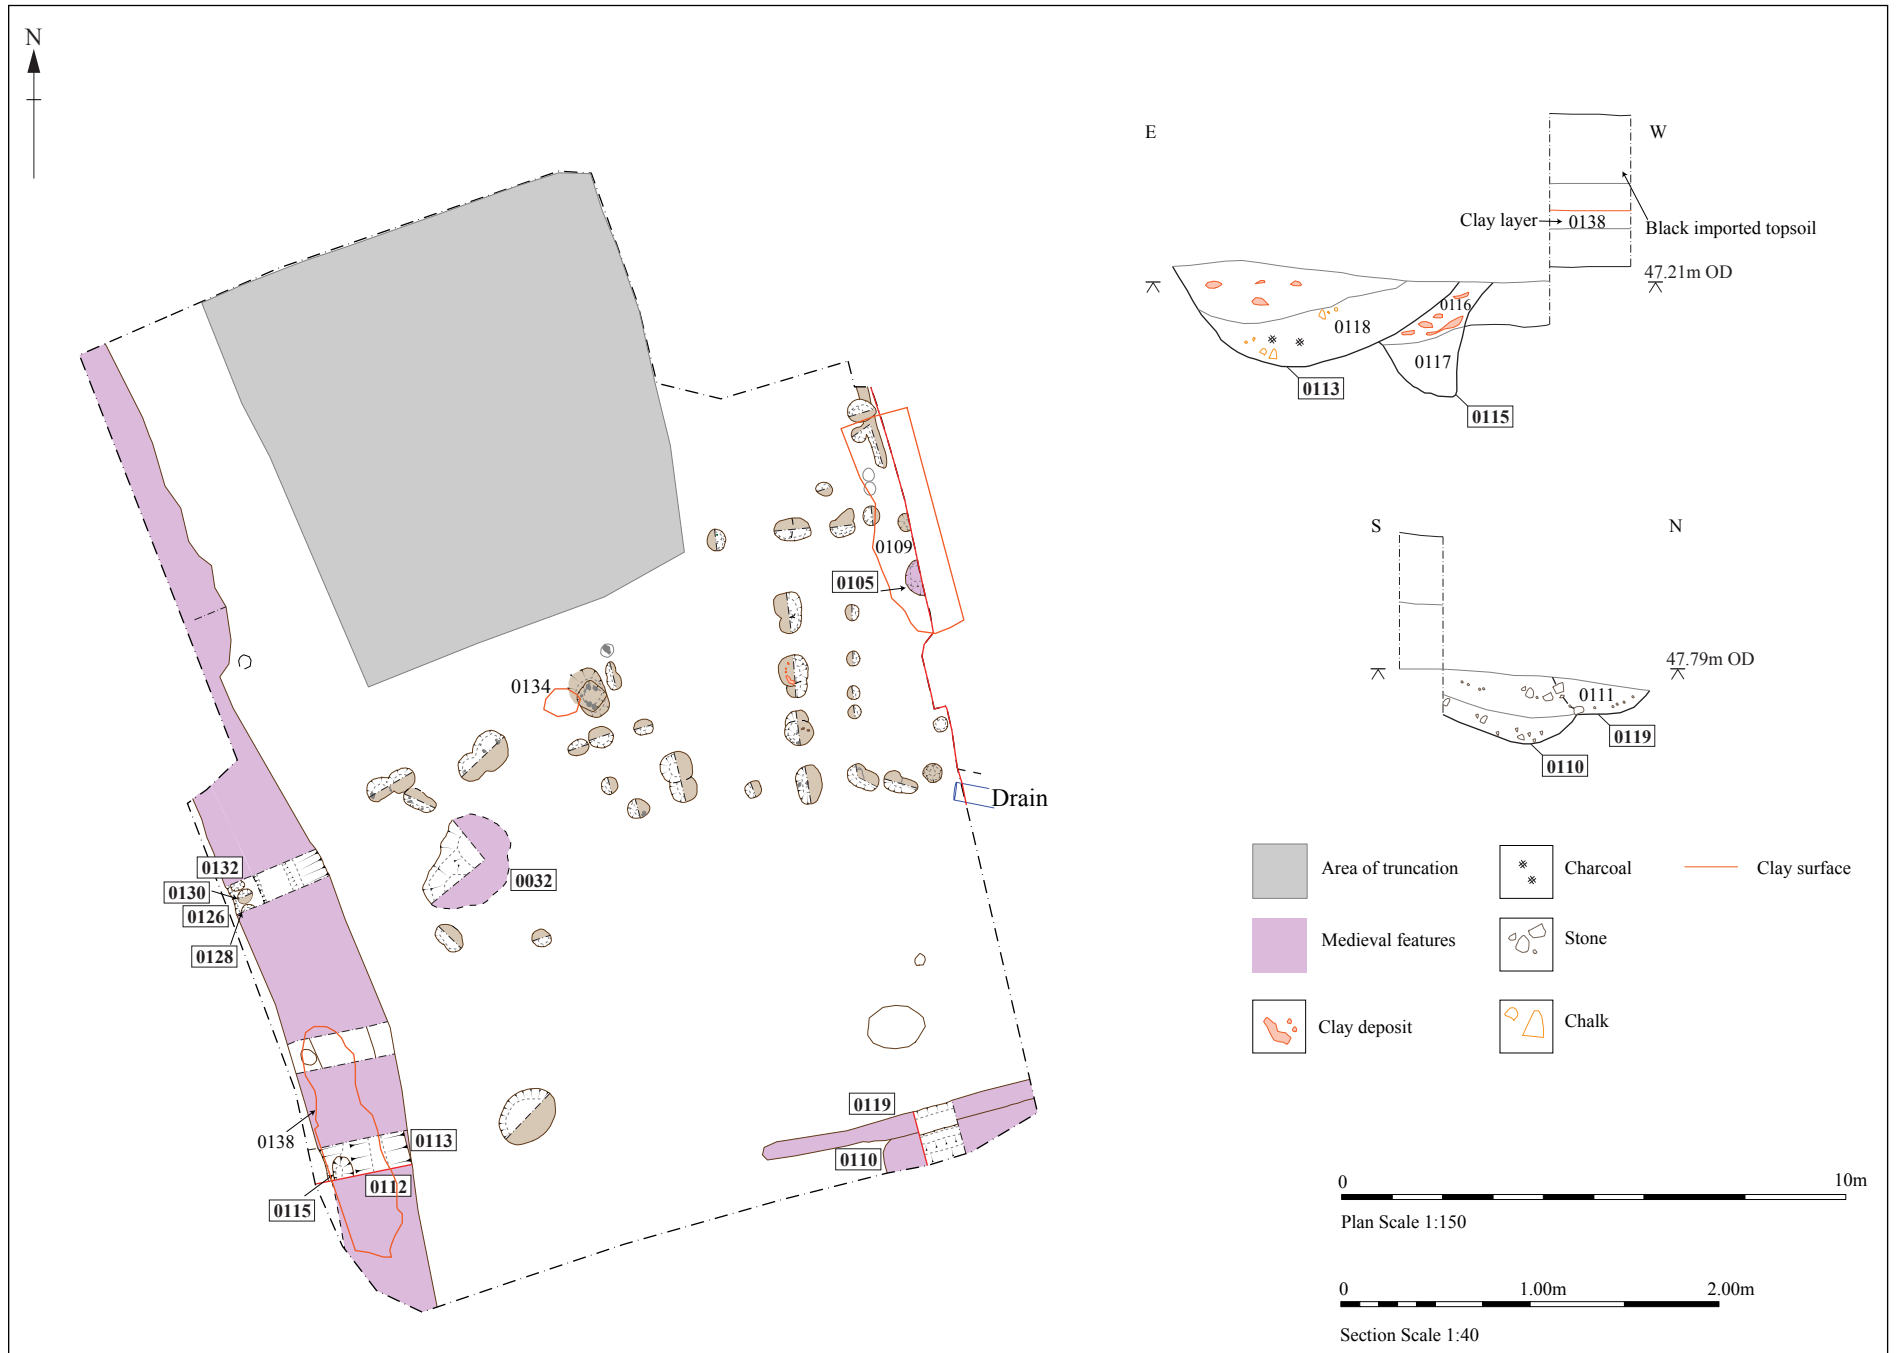 N
E
W
Clay layer
0138
Black imported topsoil
47.21m OD
0116
0118
0117
0113
0115
S
N
47.79m OD
0111
0119
0110
0109
0105
0134
Drain
0132
0130
0126
0128
0032
0138
0113
0112
0115
0119
0110
Area of truncation
Charcoal
Clay surface
Medieval features
Stone
Clay deposit
Chalk
0 10m
Plan Scale 1:150
0 1.00m 2.00m
Section Scale 1:40